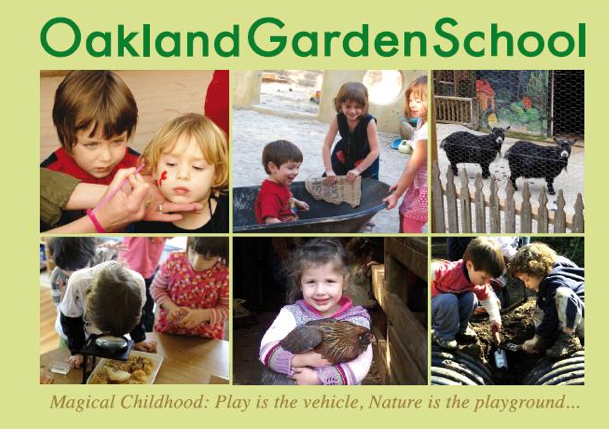 OaklandGardenSchool
Magical Childhood: Play is the vehicle, Nature is the playground...